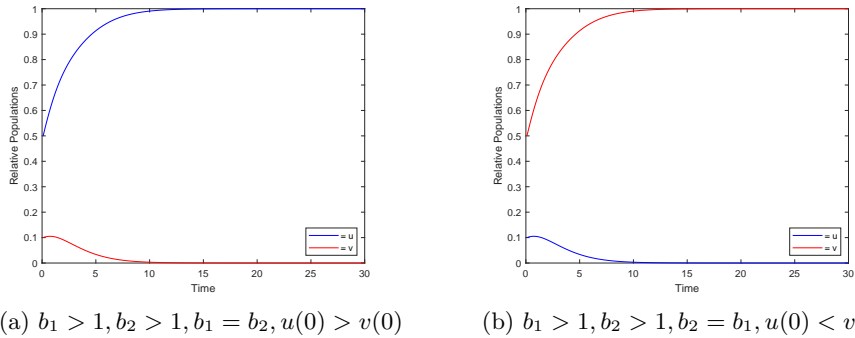 1
0.9
0.8
0.7
0.6
0.5
0.4
0.3
0.2
0.1
0
Relative Populations
0 5 10 15 20 25 30
Time
= u
= v
(a) b₁ > 1, b₂ > 1, b₁ = b₂, u(0) > v(0)
1
0.9
0.8
0.7
0.6
0.5
0.4
0.3
0.2
0.1
0
Relative Populations
0 5 10 15 20 25 30
Time
= u
= v
(b) b₁ > 1, b₂ > 1, b₂ = b₁, u(0) < v